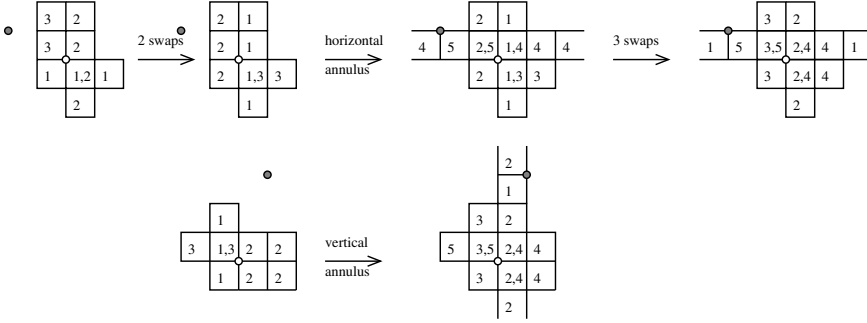 3 2 2 1 2 1 3 2
2 swaps horizontal 3 swaps
3 2 2 1 4 5 2,5 1,4 4 4 1 5 3,5 2,4 4 1
annulus
1 1,2 1 2 1,3 3 2 1,3 3 3 2,4 4
2 1 1 2
2
1
1 3 2
vertical
3 1,3 2 2 5 3,5 2,4 4
annulus
1 2 2 3 2,4 4
2